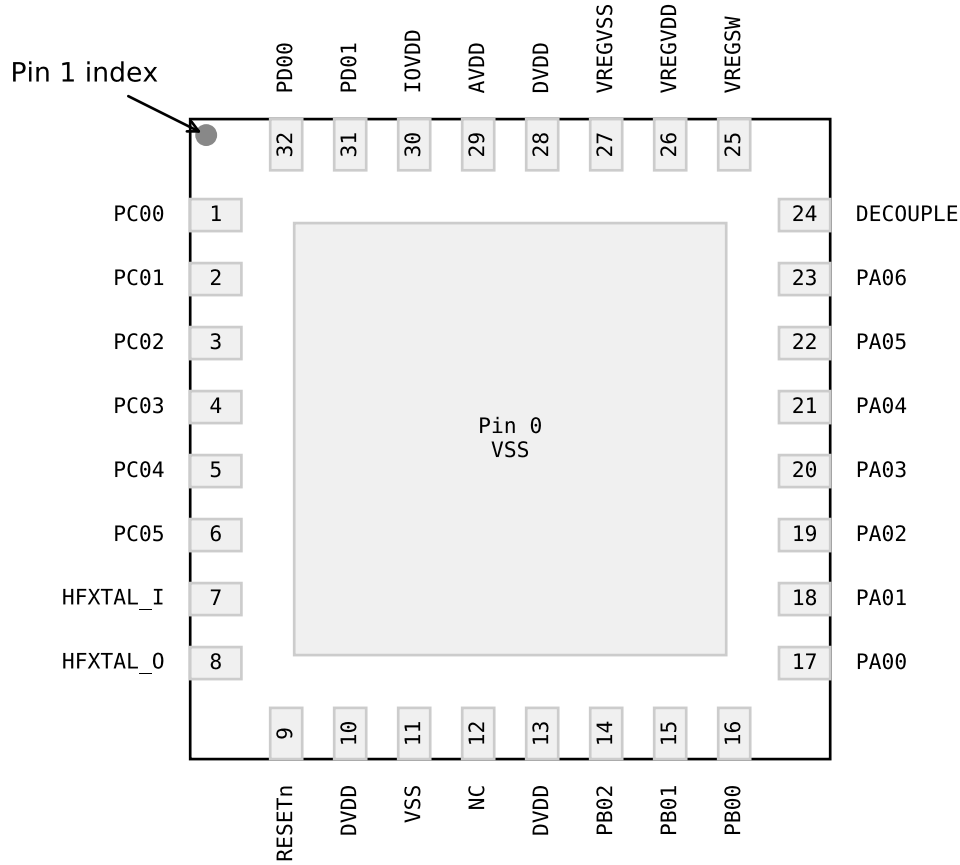 PD00 PD01 IOVDD AVDD DVDD VREGVSS VREGVDD VREGSW
Pin 1 index
32 31 30 29 28 27 26 25
PC00 1 24 DECOUPLE
PC01 2 23 PA06
PC02 3 22 PA05
PC03 4 21 PA04
Pin 0
VSS
PC04 5 20 PA03
PC05 6 19 PA02
HFXTAL_I 7 18 PA01
HFXTAL_O 8 17 PA00
9 10 11 12 13 14 15 16
RESETn DVDD VSS NC DVDD PB02 PB01 PB00